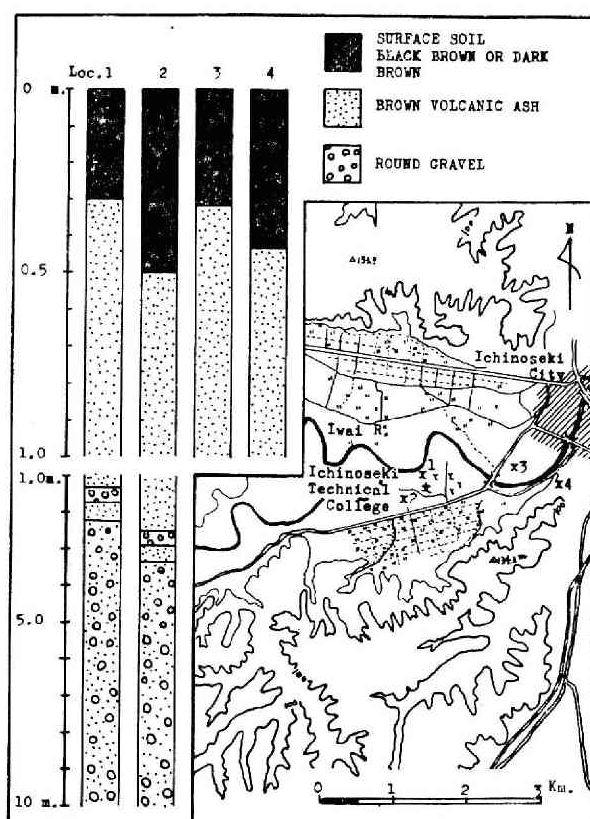 SURFACE SOIL
BLACK BROWN OR DARK
BROWN
BROWN VOLCANIC ASH
ROUND GRAVEL
Loc.1 2 3 4
0 m.
0.5
1.0
1.0m.
5.0
10 m.
N
Ichinoseki
City
Iwai R.
Ichinoseki
Technical
College
1
x3
x4
100
0 1 2 3 Km.